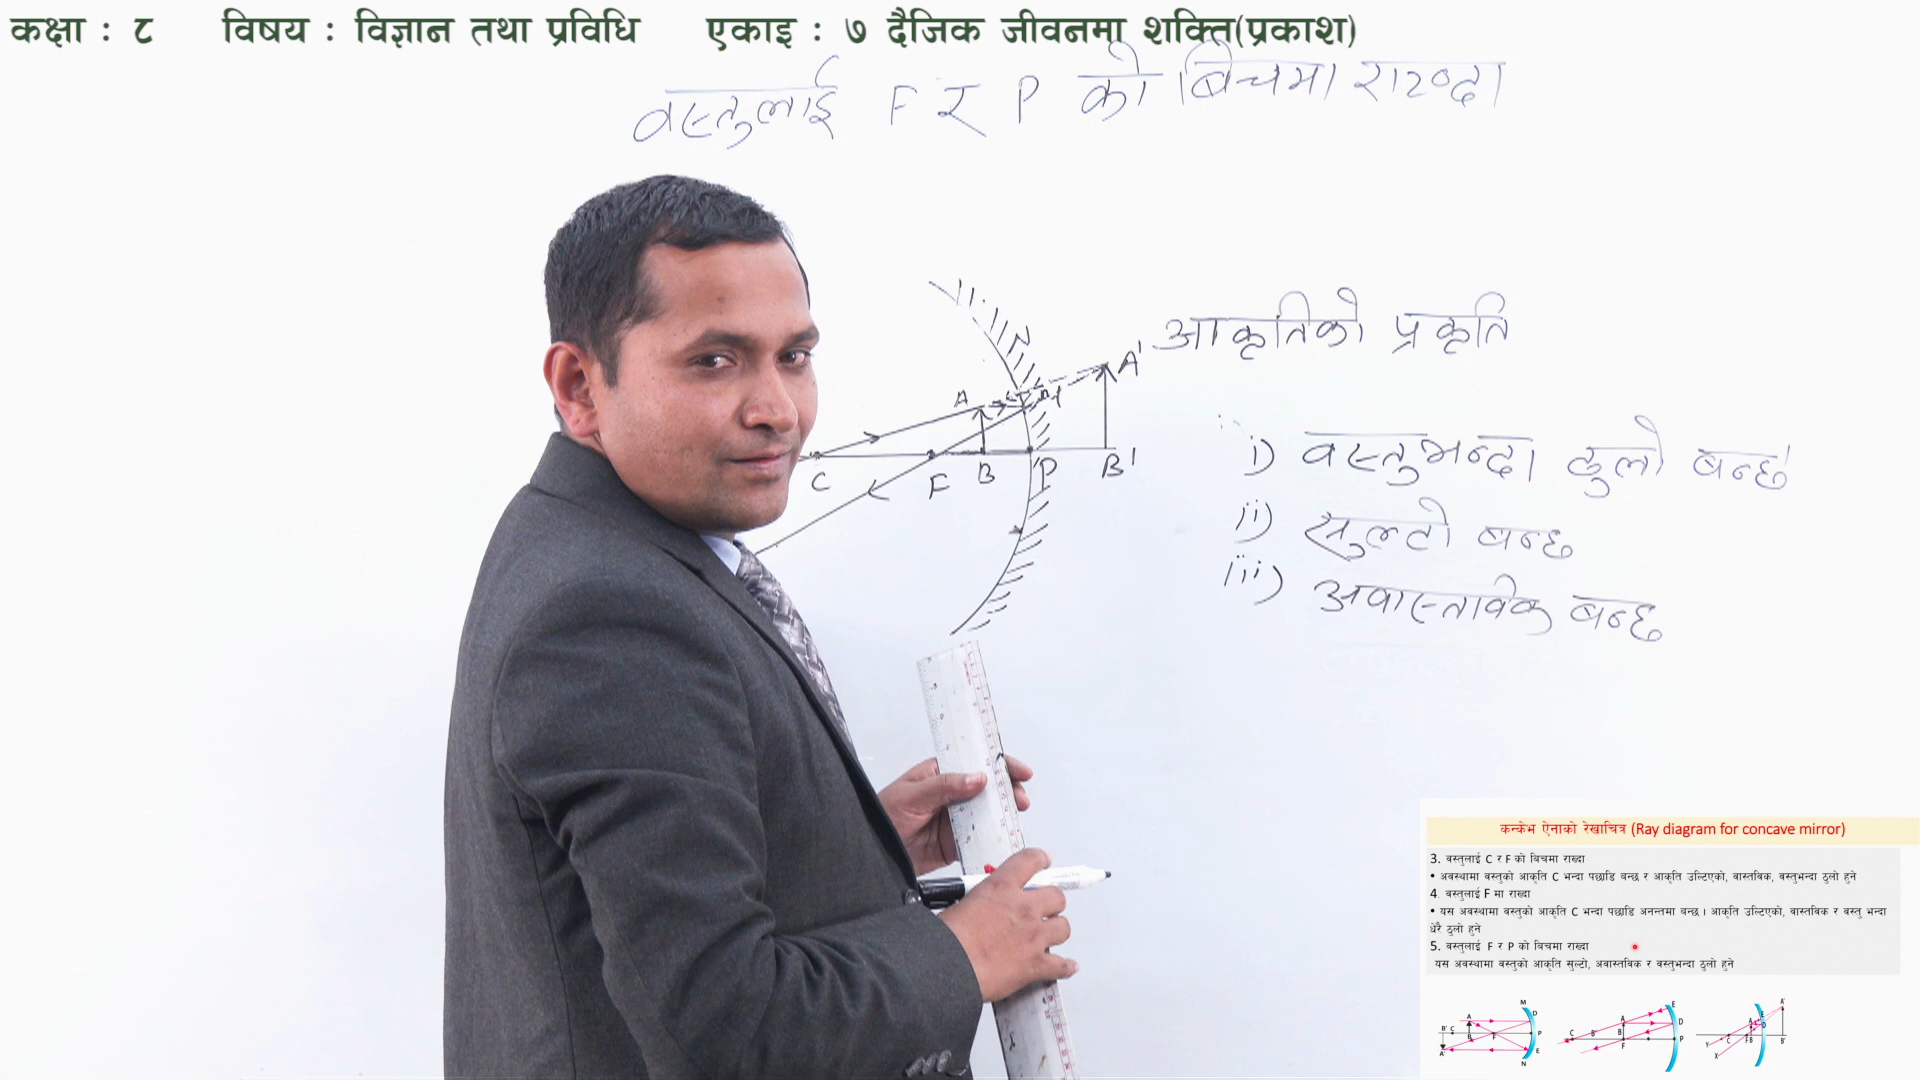 कक्षा : ८ विषय : विज्ञान तथा प्रविधि एकाइ : ७ दैजिक जीवनमा शक्ति(प्रकाश)
वस्तुलाई F र P को बिचमा राख्दा
आकृतिको प्रकृति
A A'
C F B P B'
i) वस्तुभन्दा ठुलो बन्छ
ii) सुल्टो बन्छ
iii) अवास्तविक बन्छ
कन्केभ ऐनाको रेखाचित्र (Ray diagram for concave mirror)
3. वस्तुलाई C र F को बिचमा राख्दा
• अवस्थामा वस्तुको आकृति C भन्दा पछाडि बन्छ र आकृति उल्टिएको, वास्तविक, वस्तुभन्दा ठुलो हुने
4. वस्तुलाई F मा राख्दा
• यस अवस्थामा वस्तुको आकृति C भन्दा पछाडि अनन्तमा बन्छ । आकृति उल्टिएको, वास्तविक र वस्तु भन्दा
धेरै ठुलो हुने
5. वस्तुलाई F र P को बिचमा राख्दा
यस अवस्थामा वस्तुको आकृति सुल्टो, अवास्तविक र वस्तुभन्दा ठुलो हुने
M
A D
B' C F P
A' E
N
E
A D
C B P
F
A'
A E
Y C F B B'
X